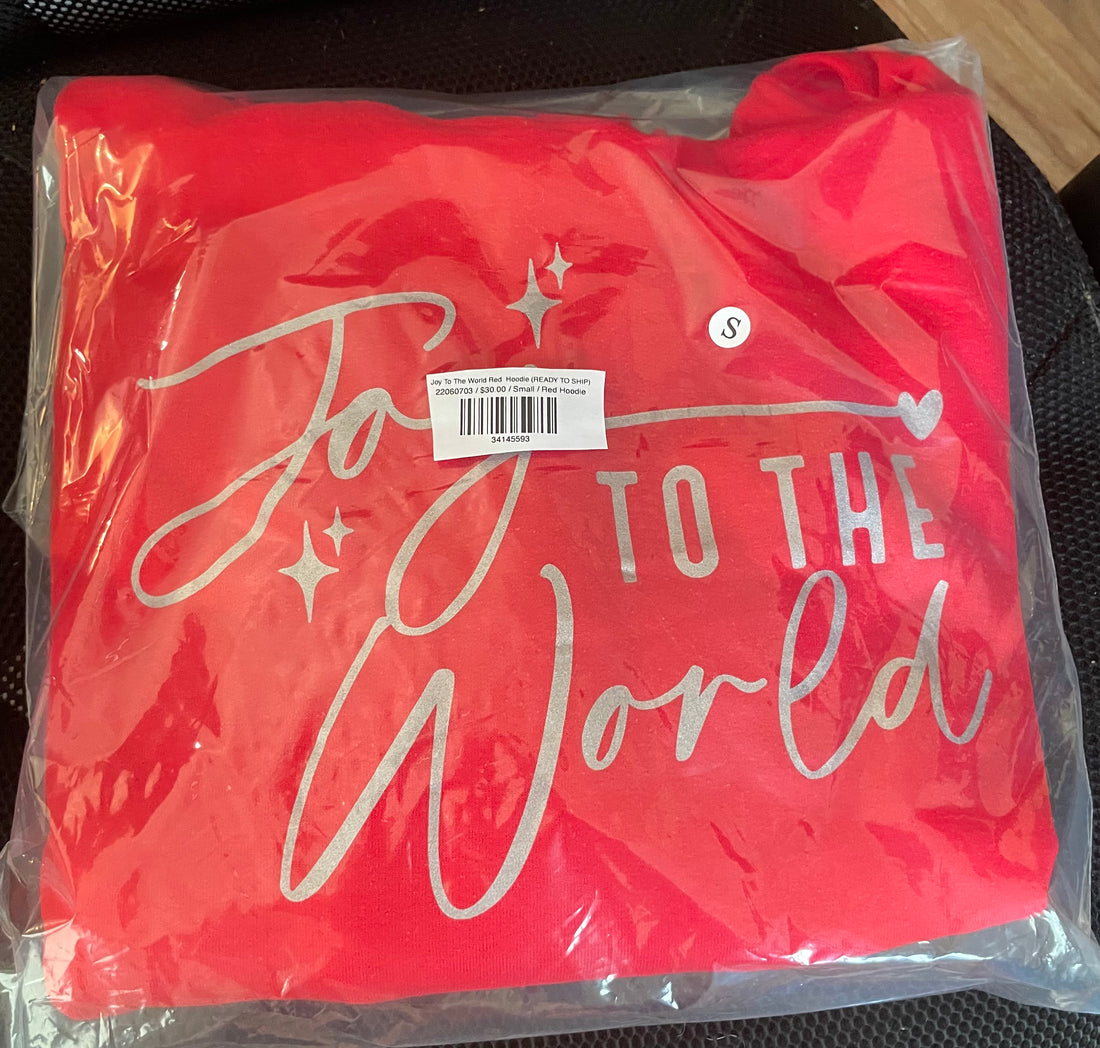 Joy
S
Joy To The World Red Hoodie (READY TO SHIP)
22060703 / $30.00 / Small / Red Hoodie
34145593
TO THE
World